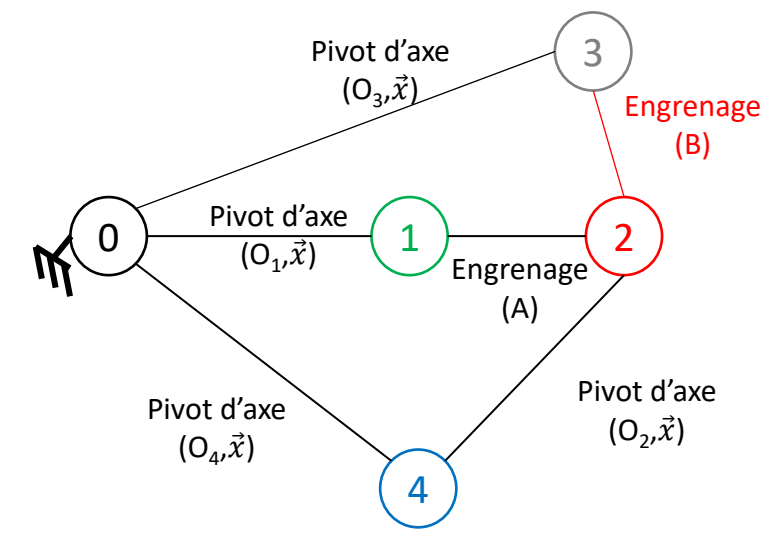 Pivot d’axe
(O₃,x⃗)
3
Engrenage
(B)
0
Pivot d’axe
(O₁,x⃗)
1
Engrenage
(A)
2
Pivot d’axe
(O₄,x⃗)
Pivot d’axe
(O₂,x⃗)
4